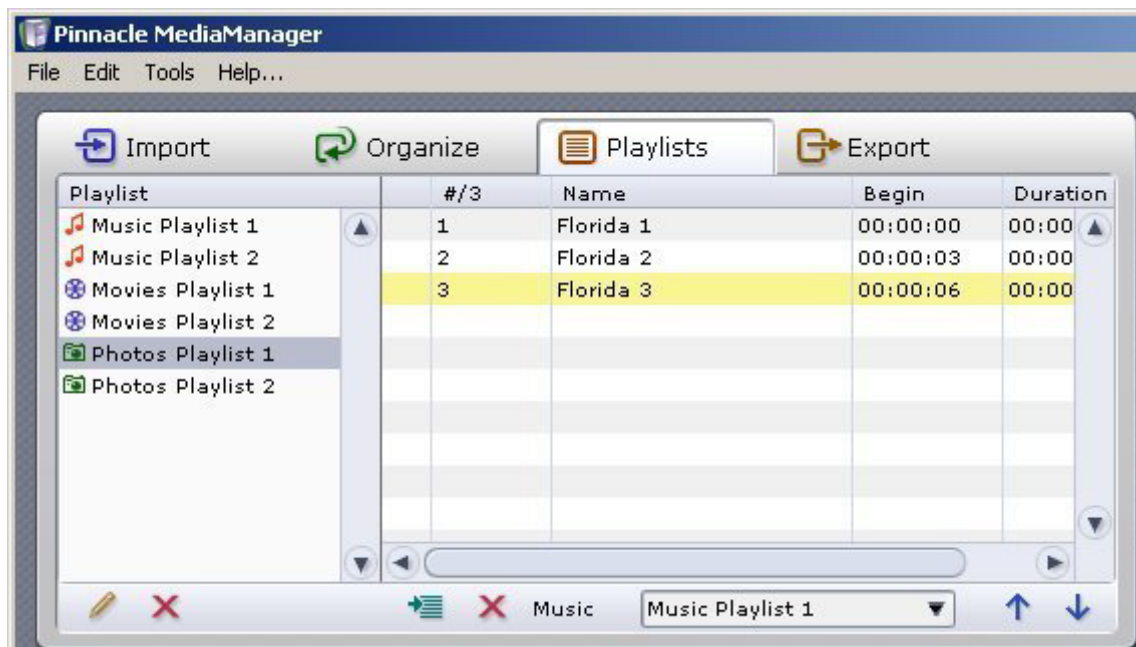 Pinnacle MediaManager
File Edit Tools Help...
Import Organize Playlists Export
Playlist #/3 Name Begin Duration
Music Playlist 1 1 Florida 1 00:00:00 00:00
Music Playlist 2 2 Florida 2 00:00:03 00:00
Movies Playlist 1 3 Florida 3 00:00:06 00:00
Movies Playlist 2
Photos Playlist 1
Photos Playlist 2
Music Music Playlist 1